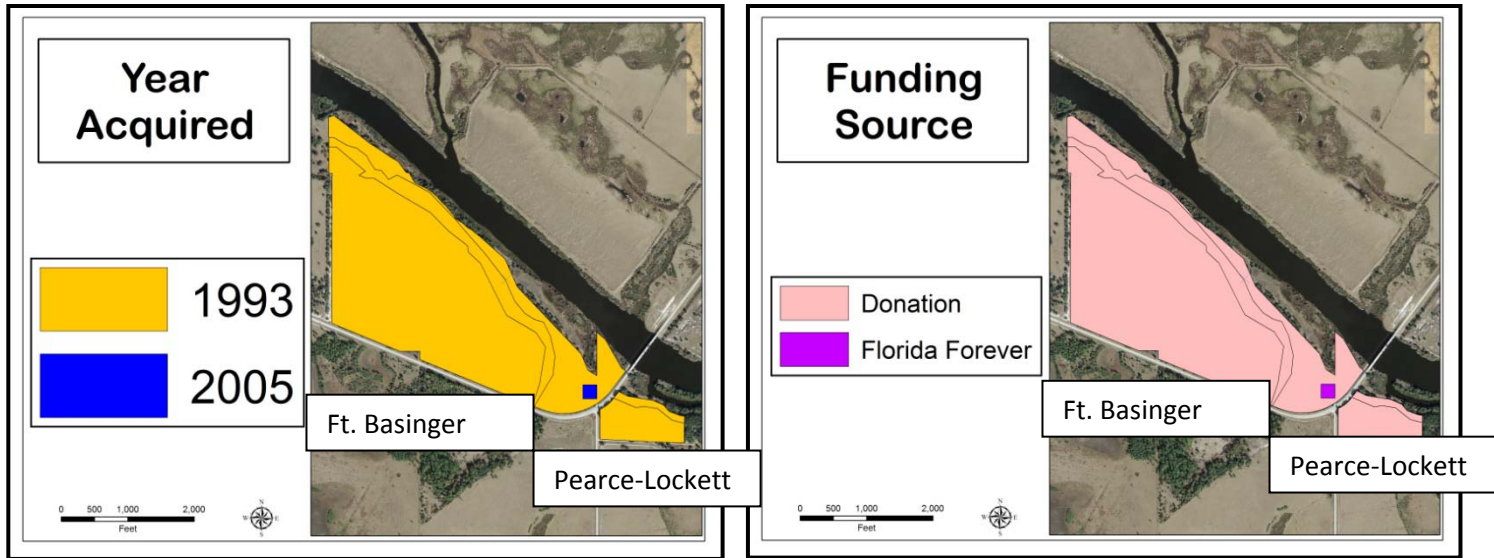 Year
Acquired
1993
2005
Ft. Basinger
Pearce-Lockett
0 500 1,000 2,000
Feet
N
W E
S
Funding
Source
Donation
Florida Forever
Ft. Basinger
Pearce-Lockett
0 500 1,000 2,000
Feet
N
W E
S